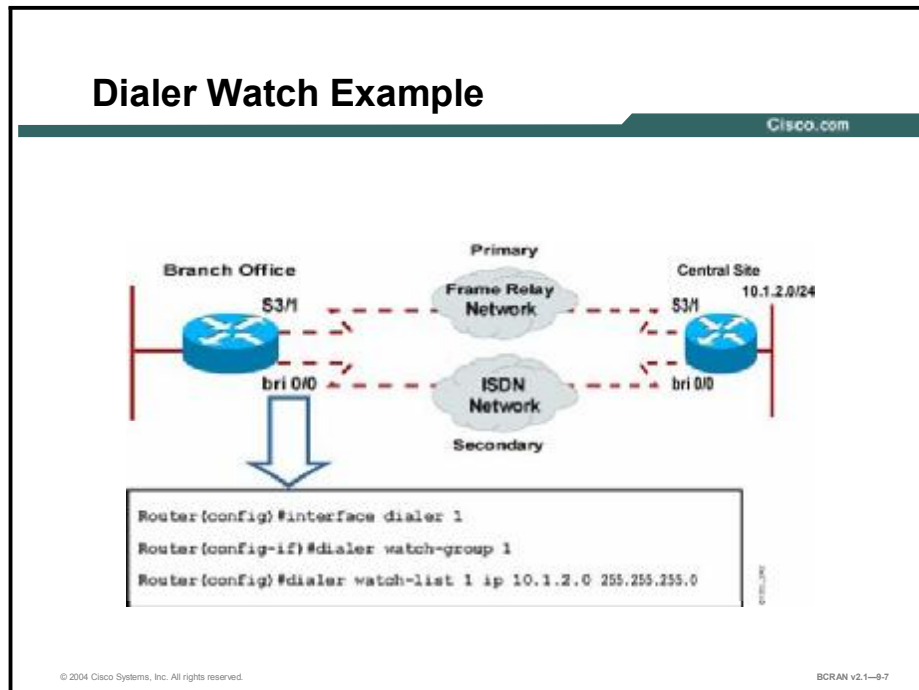 Dialer Watch Example
Cisco.com
Primary
Branch Office
Central Site
Frame Relay
Network
10.1.2.0/24
S3/1
S3/1
bri 0/0
ISDN
Network
bri 0/0
Secondary
Router(config)#interface dialer 1
Router(config-if)#dialer watch-group 1
Router(config)#dialer watch-list 1 ip 10.1.2.0 255.255.255.0
© 2004 Cisco Systems, Inc. All rights reserved.
BCRAN v2.1—9-7